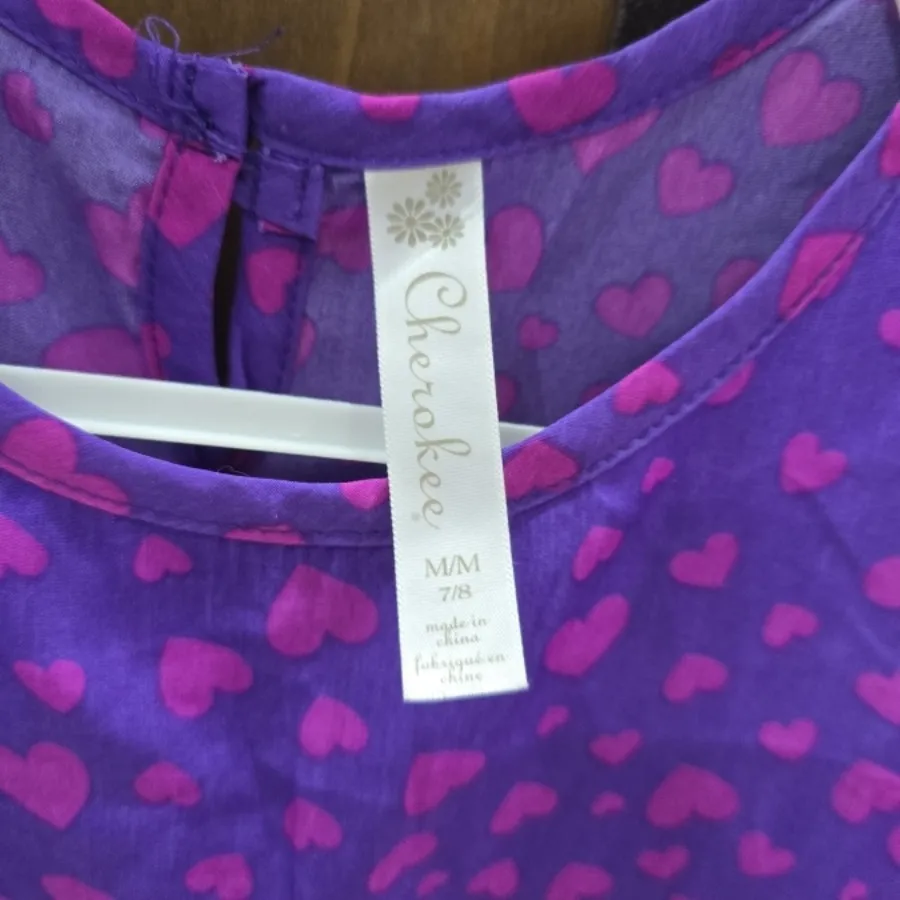 Cherokee
M/M
7/8
made in
china
fabriqué en
chine